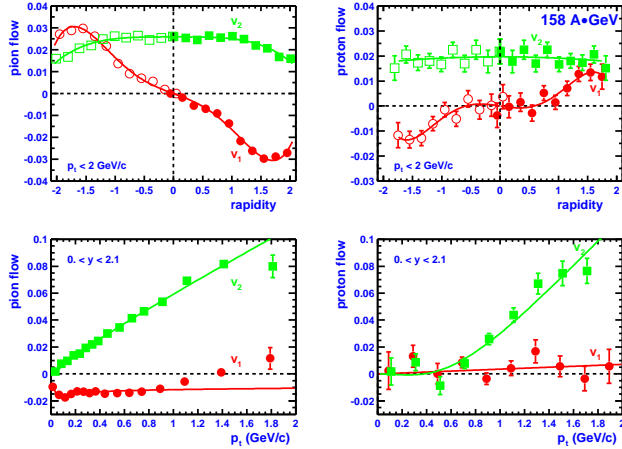 pion flow
0.04
0.03
0.02
0.01
0
-0.01
-0.02
-0.03
-0.04
v2
v1
pt < 2 GeV/c
-2 -1.5 -1 -0.5 0 0.5 1 1.5 2
rapidity
158 A•GeV
proton flow
0.04
0.03
0.02
0.01
0
-0.01
-0.02
-0.03
v2
v1
pt < 2 GeV/c
-2 -1.5 -1 -0.5 0 0.5 1 1.5 2
rapidity
pion flow
0.1
0.08
0.06
0.04
0.02
0
-0.02
0. < y < 2.1
v2
v1
0 0.2 0.4 0.6 0.8 1 1.2 1.4 1.6 1.8 2
pt (GeV/c)
proton flow
0.1
0.08
0.06
0.04
0.02
0
-0.02
0. < y < 2.1
v2
v1
0 0.2 0.4 0.6 0.8 1 1.2 1.4 1.6 1.8 2
pt (GeV/c)